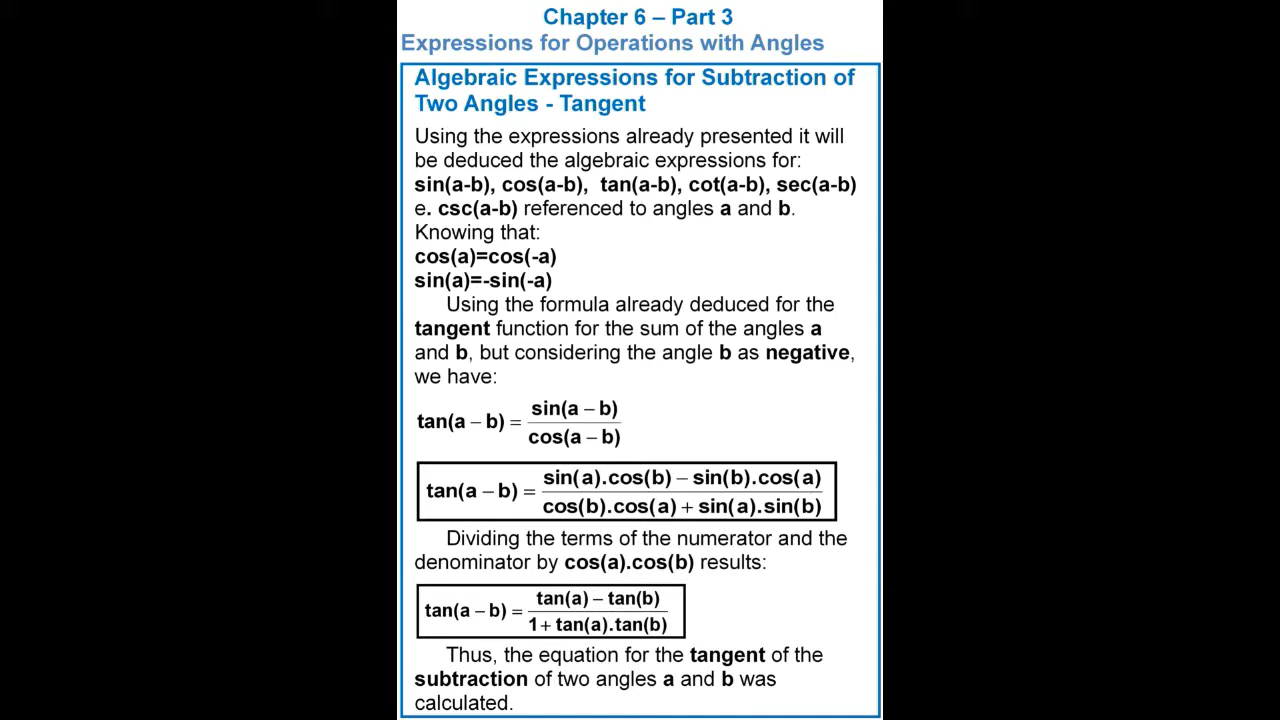 Chapter 6 – Part 3
Expressions for Operations with Angles
Algebraic Expressions for Subtraction of
Two Angles - Tangent
Using the expressions already presented it will
be deduced the algebraic expressions for:
sin(a-b), cos(a-b),  tan(a-b), cot(a-b), sec(a-b)
e. csc(a-b) referenced to angles a and b.
Knowing that:
cos(a)=cos(-a)
sin(a)=-sin(-a)
Using the formula already deduced for the
tangent function for the sum of the angles a
and b, but considering the angle b as negative,
we have:
tan(a – b) = sin(a – b)
cos(a – b)
tan(a – b) = sin(a).cos(b) – sin(b).cos(a)
cos(b).cos(a) + sin(a).sin(b)
Dividing the terms of the numerator and the
denominator by cos(a).cos(b) results:
tan(a – b) = tan(a) – tan(b)
1+ tan(a).tan(b)
Thus, the equation for the tangent of the
subtraction of two angles a and b was
calculated.